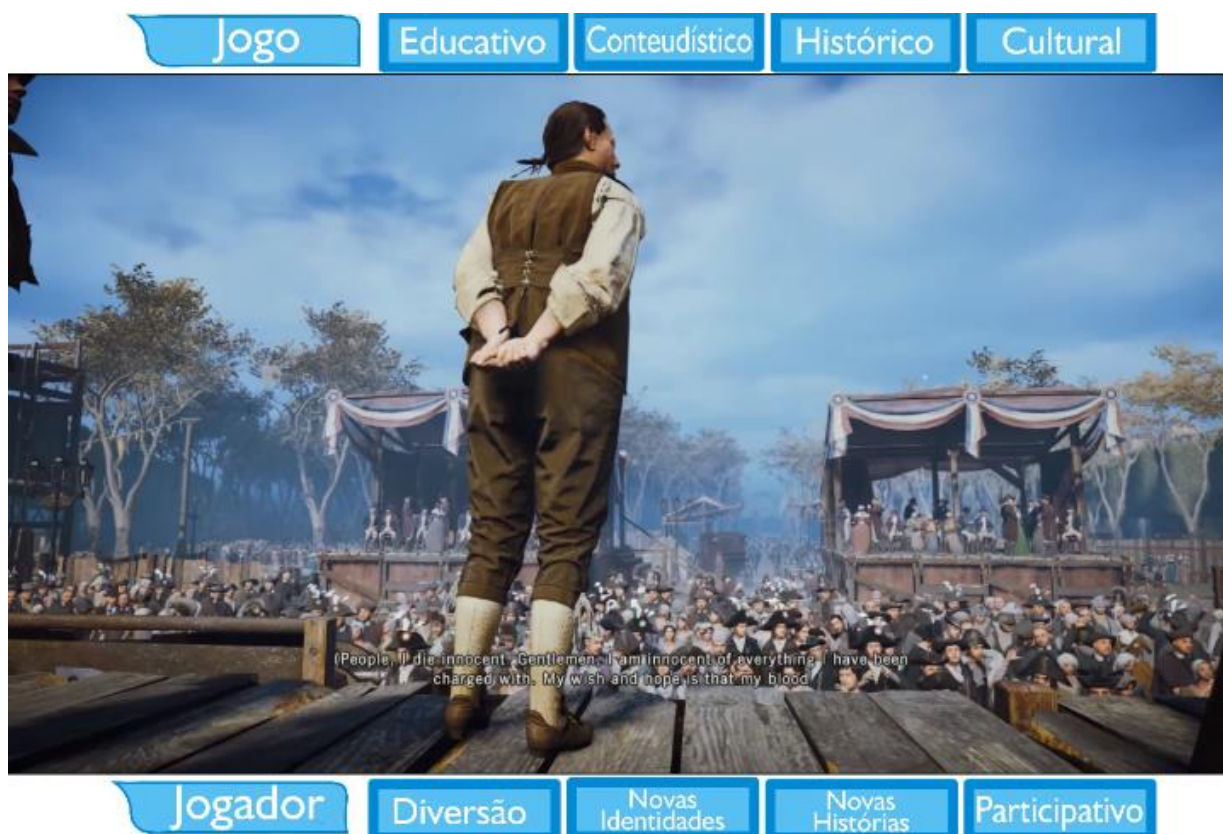 Jogo
Educativo
Conteudístico
Histórico
Cultural
(People, I die innocent. Gentlemen, I am innocent of everything I have been
charged with. My wish and hope is that my blood
Jogador
Diversão
Novas
Identidades
Novas
Histórias
Participativo